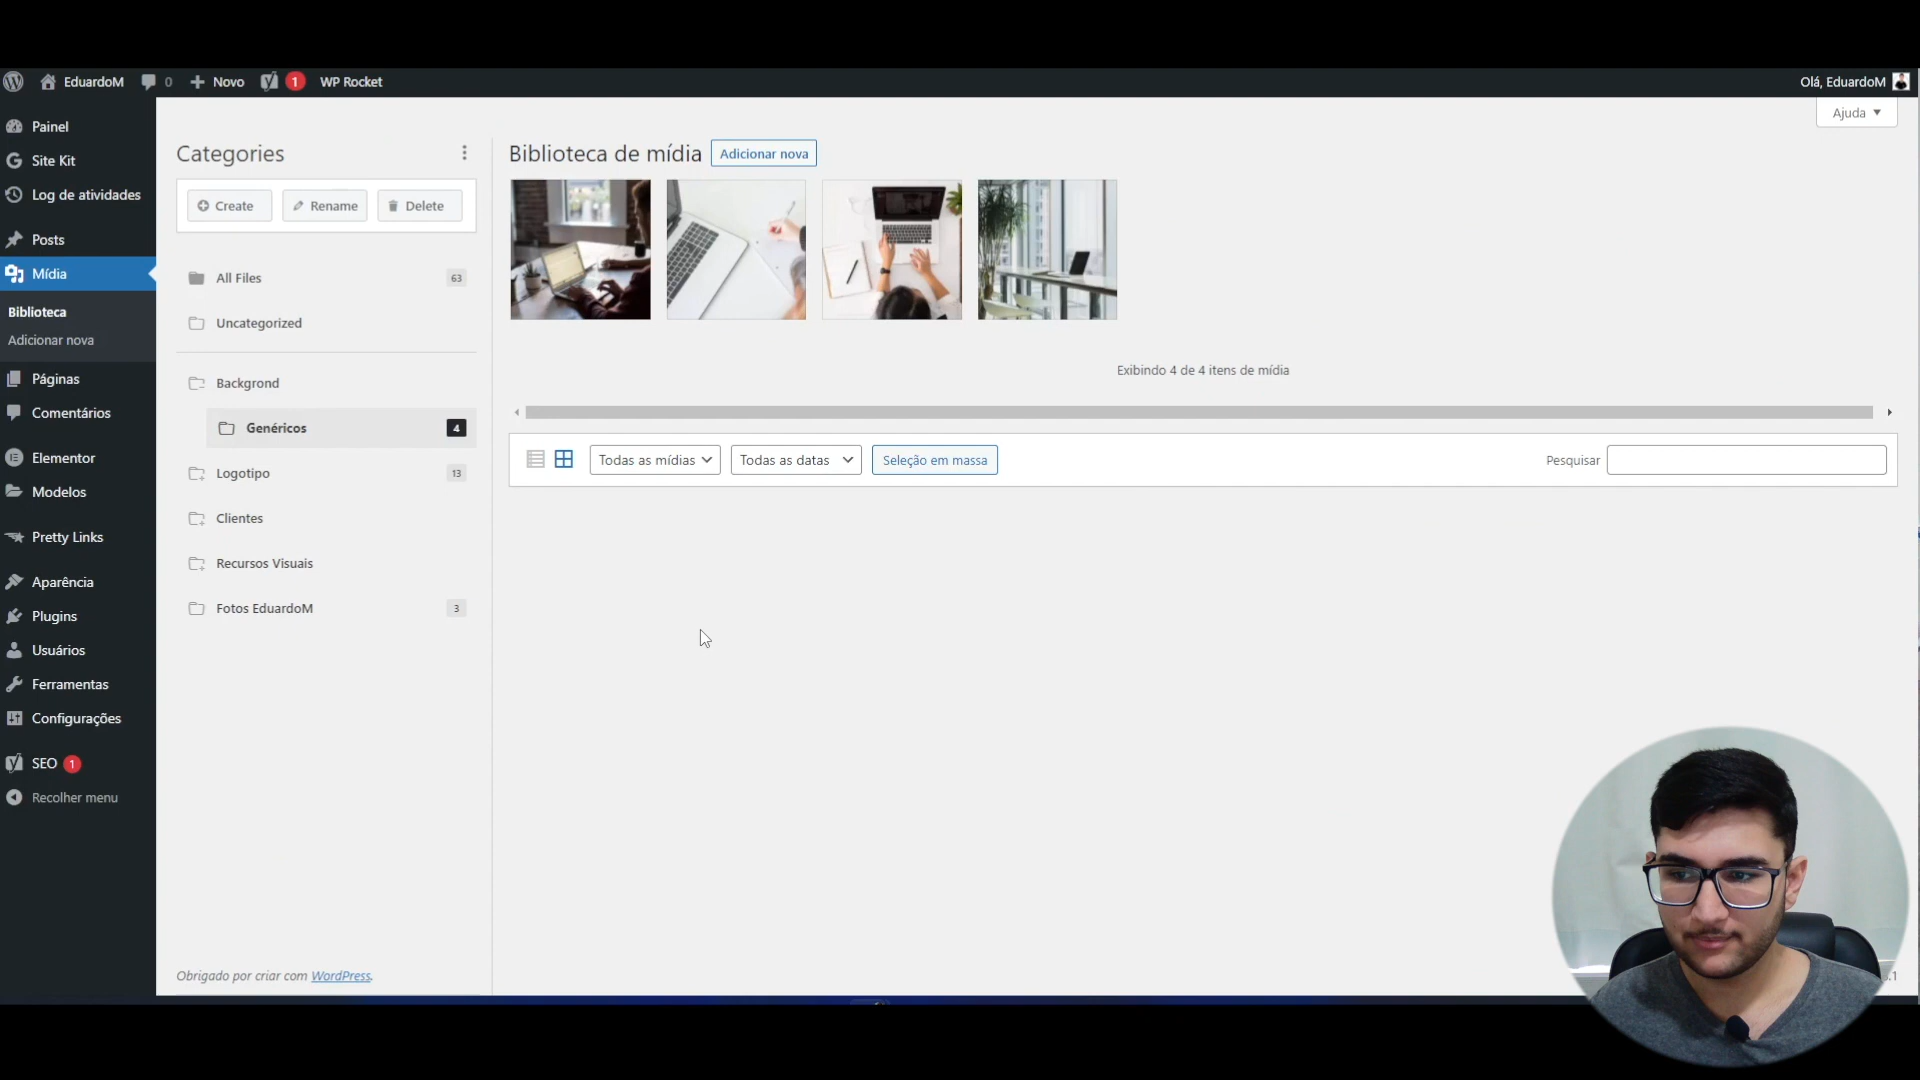 EduardoM 0 Novo 1 WP Rocket Olá, EduardoM
Ajuda
Painel
Site Kit
Log de atividades
Posts
Mídia
Biblioteca
Adicionar nova
Páginas
Comentários
Elementor
Modelos
Pretty Links
Aparência
Plugins
Usuários
Ferramentas
Configurações
SEO 1
Recolher menu
Categories
Create Rename Delete
All Files 63
Uncategorized
Backgrond
Genéricos 4
Logotipo 13
Clientes
Recursos Visuais
Fotos EduardoM 3
Obrigado por criar com WordPress.
Biblioteca de mídia Adicionar nova
Exibindo 4 de 4 itens de mídia
Todas as mídias Todas as datas Seleção em massa Pesquisar